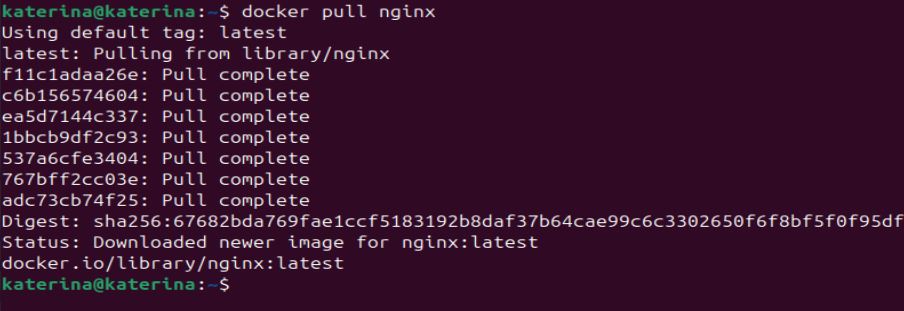 katerina@katerina:~$ docker pull nginx
Using default tag: latest
latest: Pulling from library/nginx
f11c1adaa26e: Pull complete
c6b156574604: Pull complete
ea5d7144c337: Pull complete
1bbcb9df2c93: Pull complete
537a6cfe3404: Pull complete
767bff2cc03e: Pull complete
adc73cb74f25: Pull complete
Digest: sha256:67682bda769fae1ccf5183192b8daf37b64cae99c6c3302650f6f8bf5f0f95df
Status: Downloaded newer image for nginx:latest
docker.io/library/nginx:latest
katerina@katerina:~$